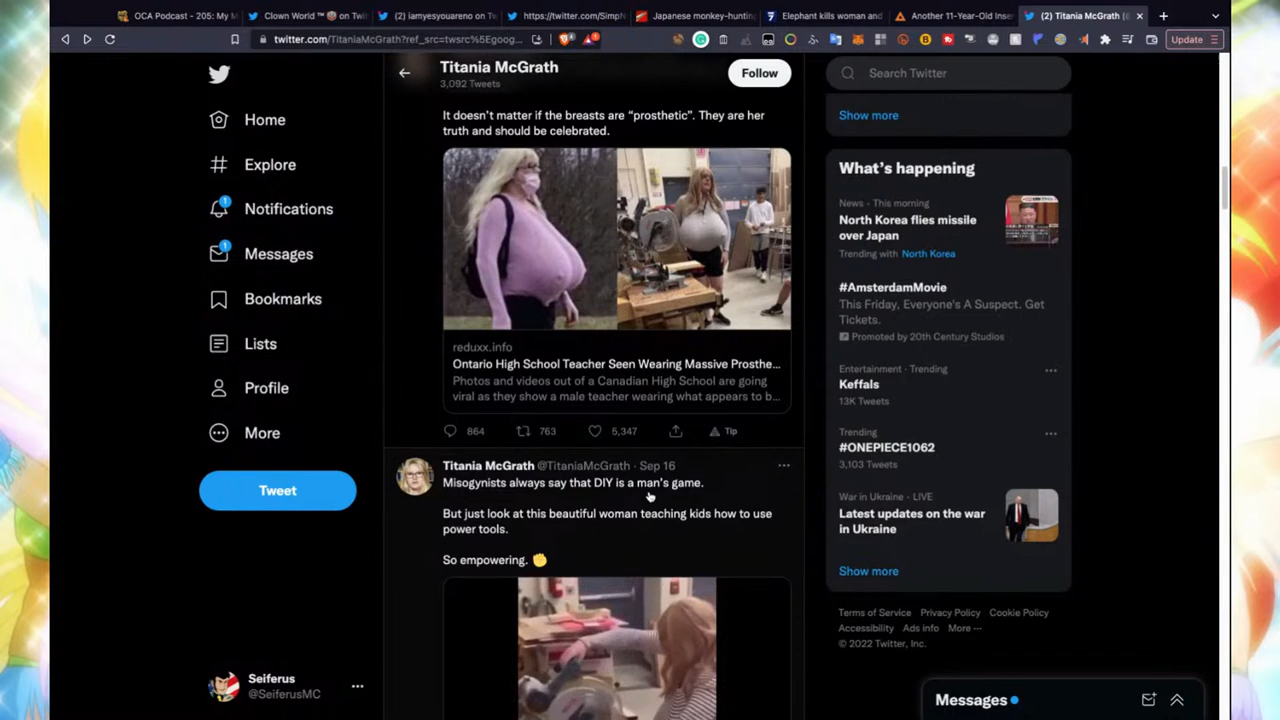 OCA Podcast - 205: My M
Clown World ™ 🤡 on Twit
(2) iamyesyouareno on Tw
https://twitter.com/SimpN
Japanese monkey-hunting
Elephant kills woman and
Another 11-Year-Old Inser
(2) Titania McGrath (
twitter.com/TitaniaMcGrath?ref_src=twsrc%5Egoog...
Update
Home
Explore
1
Notifications
1
Messages
Bookmarks
Lists
Profile
More
Tweet
Seiferus
@SeiferusMC
Titania McGrath
3,092 Tweets
Follow
It doesn't matter if the breasts are "prosthetic". They are her
truth and should be celebrated.
reduxx.info
Ontario High School Teacher Seen Wearing Massive Prosthe...
Photos and videos out of a Canadian High School are going
viral as they show a male teacher wearing what appears to b...
864 763 5,347 Tip
Titania McGrath @TitaniaMcGrath · Sep 16
Misogynists always say that DIY is a man's game.
But just look at this beautiful woman teaching kids how to use
power tools.
So empowering. ✊
Search Twitter
Show more
What's happening
News · This morning
North Korea flies missile
over Japan
Trending with North Korea
#AmsterdamMovie
This Friday, Everyone's A Suspect. Get
Tickets.
Promoted by 20th Century Studios
Entertainment · Trending
Keffals
13K Tweets
Trending
#ONEPIECE1062
3,103 Tweets
War in Ukraine · LIVE
Latest updates on the war
in Ukraine
Show more
Terms of Service Privacy Policy Cookie Policy
Accessibility Ads info More ···
© 2022 Twitter, Inc.
Messages